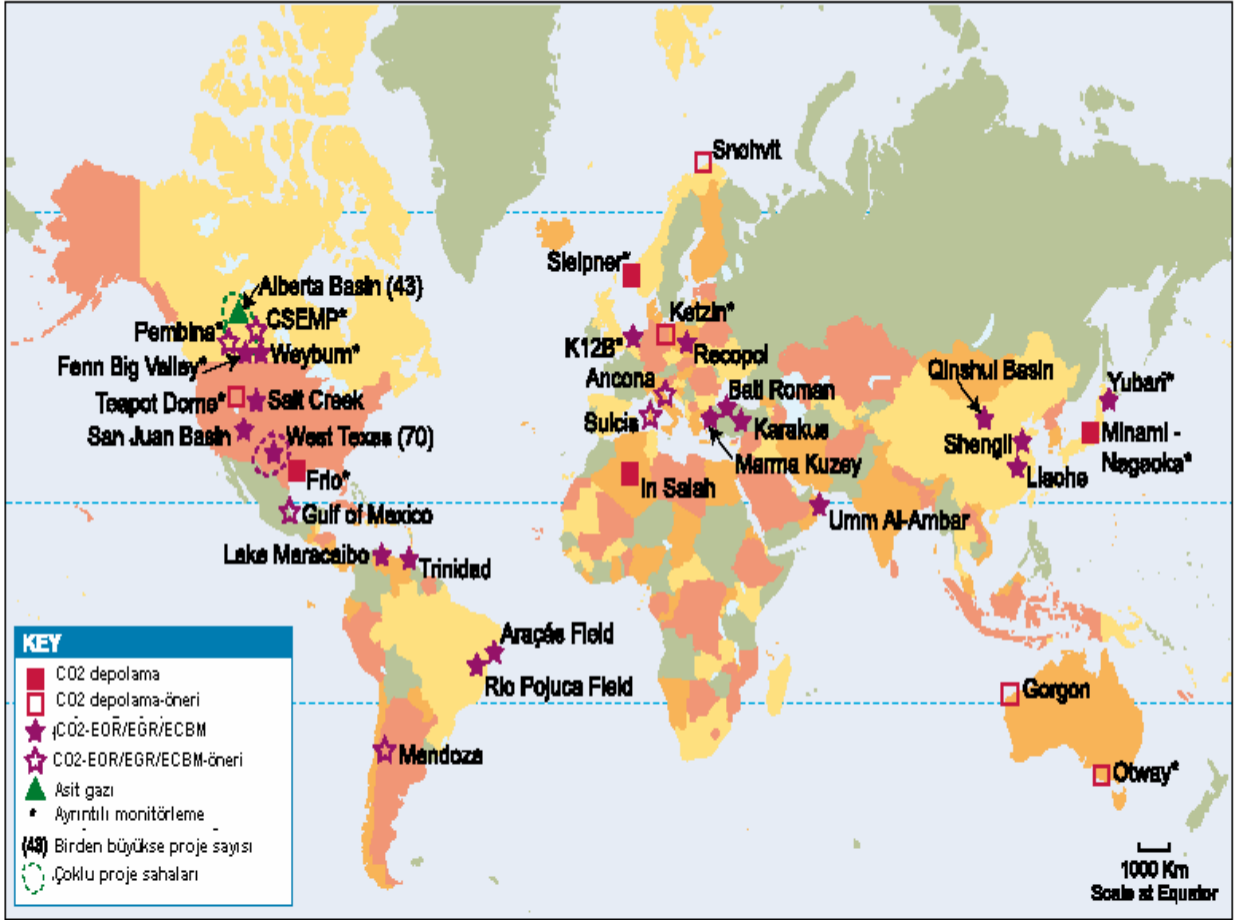 Snohvit
Sleipner*
Alberta Basin (43)
Ketzin*
CSEMP*
Pembina*
K12B*
Recopol
Weyburn*
Fenn Big Valley*
Qinshui Basin
Yubari*
Ancona
Bati Roman
Teapot Dome*
Salt Creek
Sulcis
Karakus
San Juan Basin
West Texas (70)
Shengli
Minami -
Nagaoka*
Marma Kuzey
Liaohe
Frio*
In Salah
Gulf of Mexico
Umm Al-Ambar
Lake Maracaibo
Trinidad
Araçás Field
Rio Pojuca Field
Gorgon
Mendoza
Otway*
KEY
CO2 depolama
CO2 depolama-öneri
CO2-EOR/EGR/ECBM
CO2-EOR/EGR/ECBM-öneri
Asit gazı
* Ayrıntılı monitörleme
(43) Birden büyükse proje sayısı
Çoklu proje sahaları
1000 Km
Scale at Equator